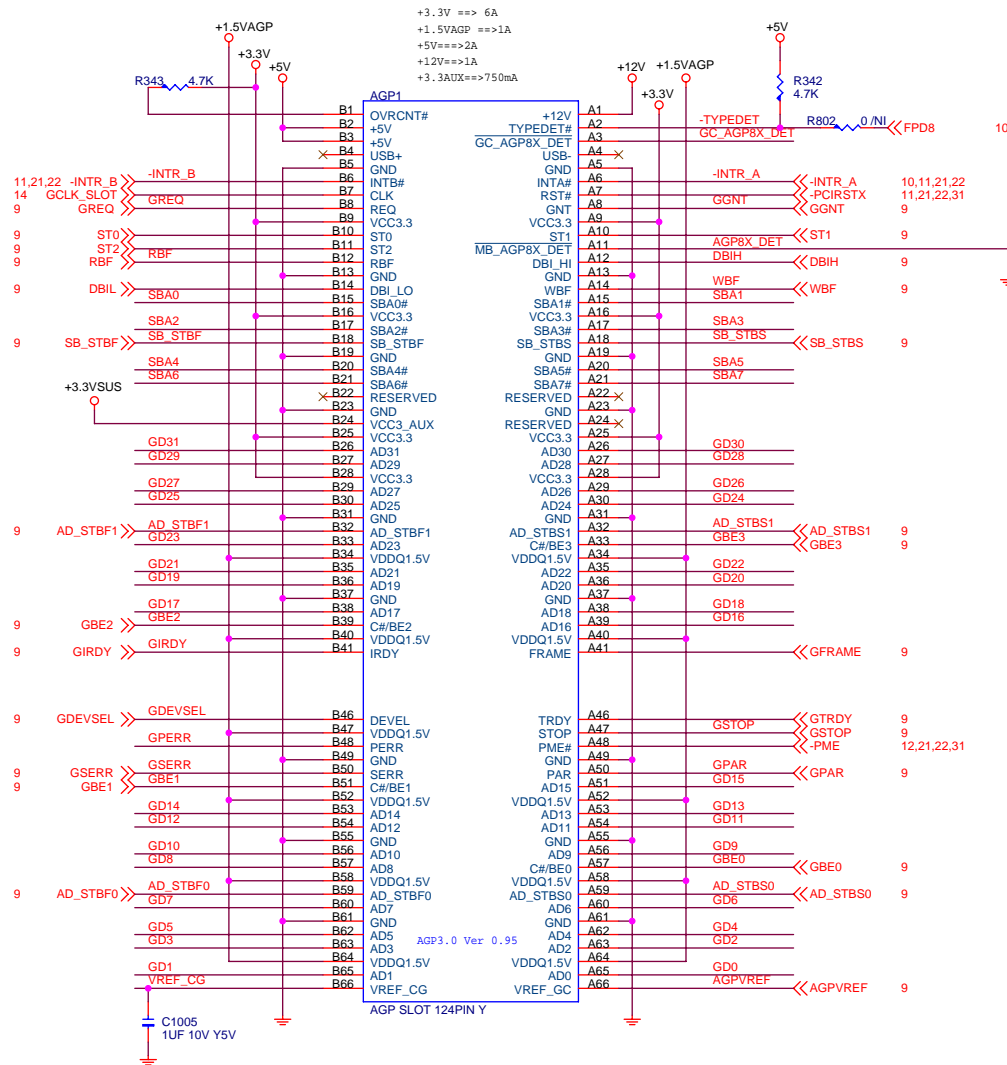 +3.3V ==> 6A
+1.5VAGP ==>1A
+5V===>2A
+12V==>1A
+3.3AUX==>750mA
+1.5VAGP +5V
+3.3V +5V +12V +1.5VAGP
+3.3V
R343 4.7K R342
4.7K
AGP1
B1 OVRCNT# +12V A1
B2 +5V TYPEDET# A2 -TYPEDET R802 0 /NI FPD8 10
B3 +5V GC_AGP8X_DET A3 GC_AGP8X_DET
B4 USB+ USB- A4
B5 GND GND A5
11,21,22 -INTR_B -INTR_B B6 INTB# INTA# A6 -INTR_A -INTR_A 10,11,21,22
14 GCLK_SLOT B7 CLK RST# A7 -PCIRSTX 11,21,22,31
9 GREQ GREQ B8 REQ GNT A8 GGNT GGNT 9
B9 VCC3.3 VCC3.3 A9
9 ST0 B10 ST0 ST1 A10 ST1 9
9 ST2 B11 ST2 MB_AGP8X_DET A11 AGP8X_DET
9 RBF RBF B12 RBF DBI_HI A12 DBIH DBIH 9
B13 GND GND A13
9 DBIL B14 DBI_LO WBF A14 WBF WBF 9
SBA0 B15 SBA0# SBA1# A15 SBA1
B16 VCC3.3 VCC3.3 A16
SBA2 B17 SBA2# SBA3# A17 SBA3
9 SB_STBF B18 SB_STBF SB_STBS A18 SB_STBS SB_STBS 9
B19 GND GND A19
SBA4 B20 SBA4# SBA5# A20 SBA5
SBA6 B21 SBA6# SBA7# A21 SBA7
+3.3VSUS B22 RESERVED RESERVED A22
B23 GND GND A23
B24 VCC3_AUX RESERVED A24
B25 VCC3.3 VCC3.3 A25
GD31 B26 AD31 AD30 A26 GD30
GD29 B27 AD29 AD28 A27 GD28
B28 VCC3.3 VCC3.3 A28
GD27 B29 AD27 AD26 A29 GD26
GD25 B30 AD25 AD24 A30 GD24
B31 GND GND A31
9 AD_STBF1 AD_STBF1 B32 AD_STBF1 AD_STBS1 A32 AD_STBS1 AD_STBS1 9
GD23 B33 AD23 C#/BE3 A33 GBE3 GBE3 9
B34 VDDQ1.5V VDDQ1.5V A34
GD21 B35 AD21 AD22 A35 GD22
GD19 B36 AD19 AD20 A36 GD20
B37 GND GND A37
GD17 B38 AD17 AD18 A38 GD18
9 GBE2 GBE2 B39 C#/BE2 AD16 A39 GD16
B40 VDDQ1.5V VDDQ1.5V A40
9 GIRDY GIRDY B41 IRDY FRAME A41 GFRAME 9
9 GDEVSEL GDEVSEL B46 DEVEL TRDY A46 GTRDY 9
B47 VDDQ1.5V STOP A47 GSTOP GSTOP 9
GPERR B48 PERR PME# A48 -PME 12,21,22,31
B49 GND GND A49
9 GSERR GSERR B50 SERR PAR A50 GPAR GPAR 9
9 GBE1 GBE1 B51 C#/BE1 AD15 A51 GD15
B52 VDDQ1.5V VDDQ1.5V A52
GD14 B53 AD14 AD13 A53 GD13
GD12 B54 AD12 AD11 A54 GD11
B55 GND GND A55
GD10 B56 AD10 AD9 A56 GD9
GD8 B57 AD8 C#/BE0 A57 GBE0 GBE0 9
B58 VDDQ1.5V VDDQ1.5V A58
9 AD_STBF0 AD_STBF0 B59 AD_STBF0 AD_STBS0 A59 AD_STBS0 AD_STBS0 9
GD7 B60 AD7 AD6 A60 GD6
B61 GND GND A61
GD5 B62 AD5 AD4 A62 GD4
GD3 B63 AD3 AGP3.0 Ver 0.95 AD2 A63 GD2
B64 VDDQ1.5V VDDQ1.5V A64
GD1 B65 AD1 AD0 A65 GD0
VREF_CG B66 VREF_CG VREF_GC A66 AGPVREF AGPVREF 9
AGP SLOT 124PIN Y
C1005
1UF 10V Y5V